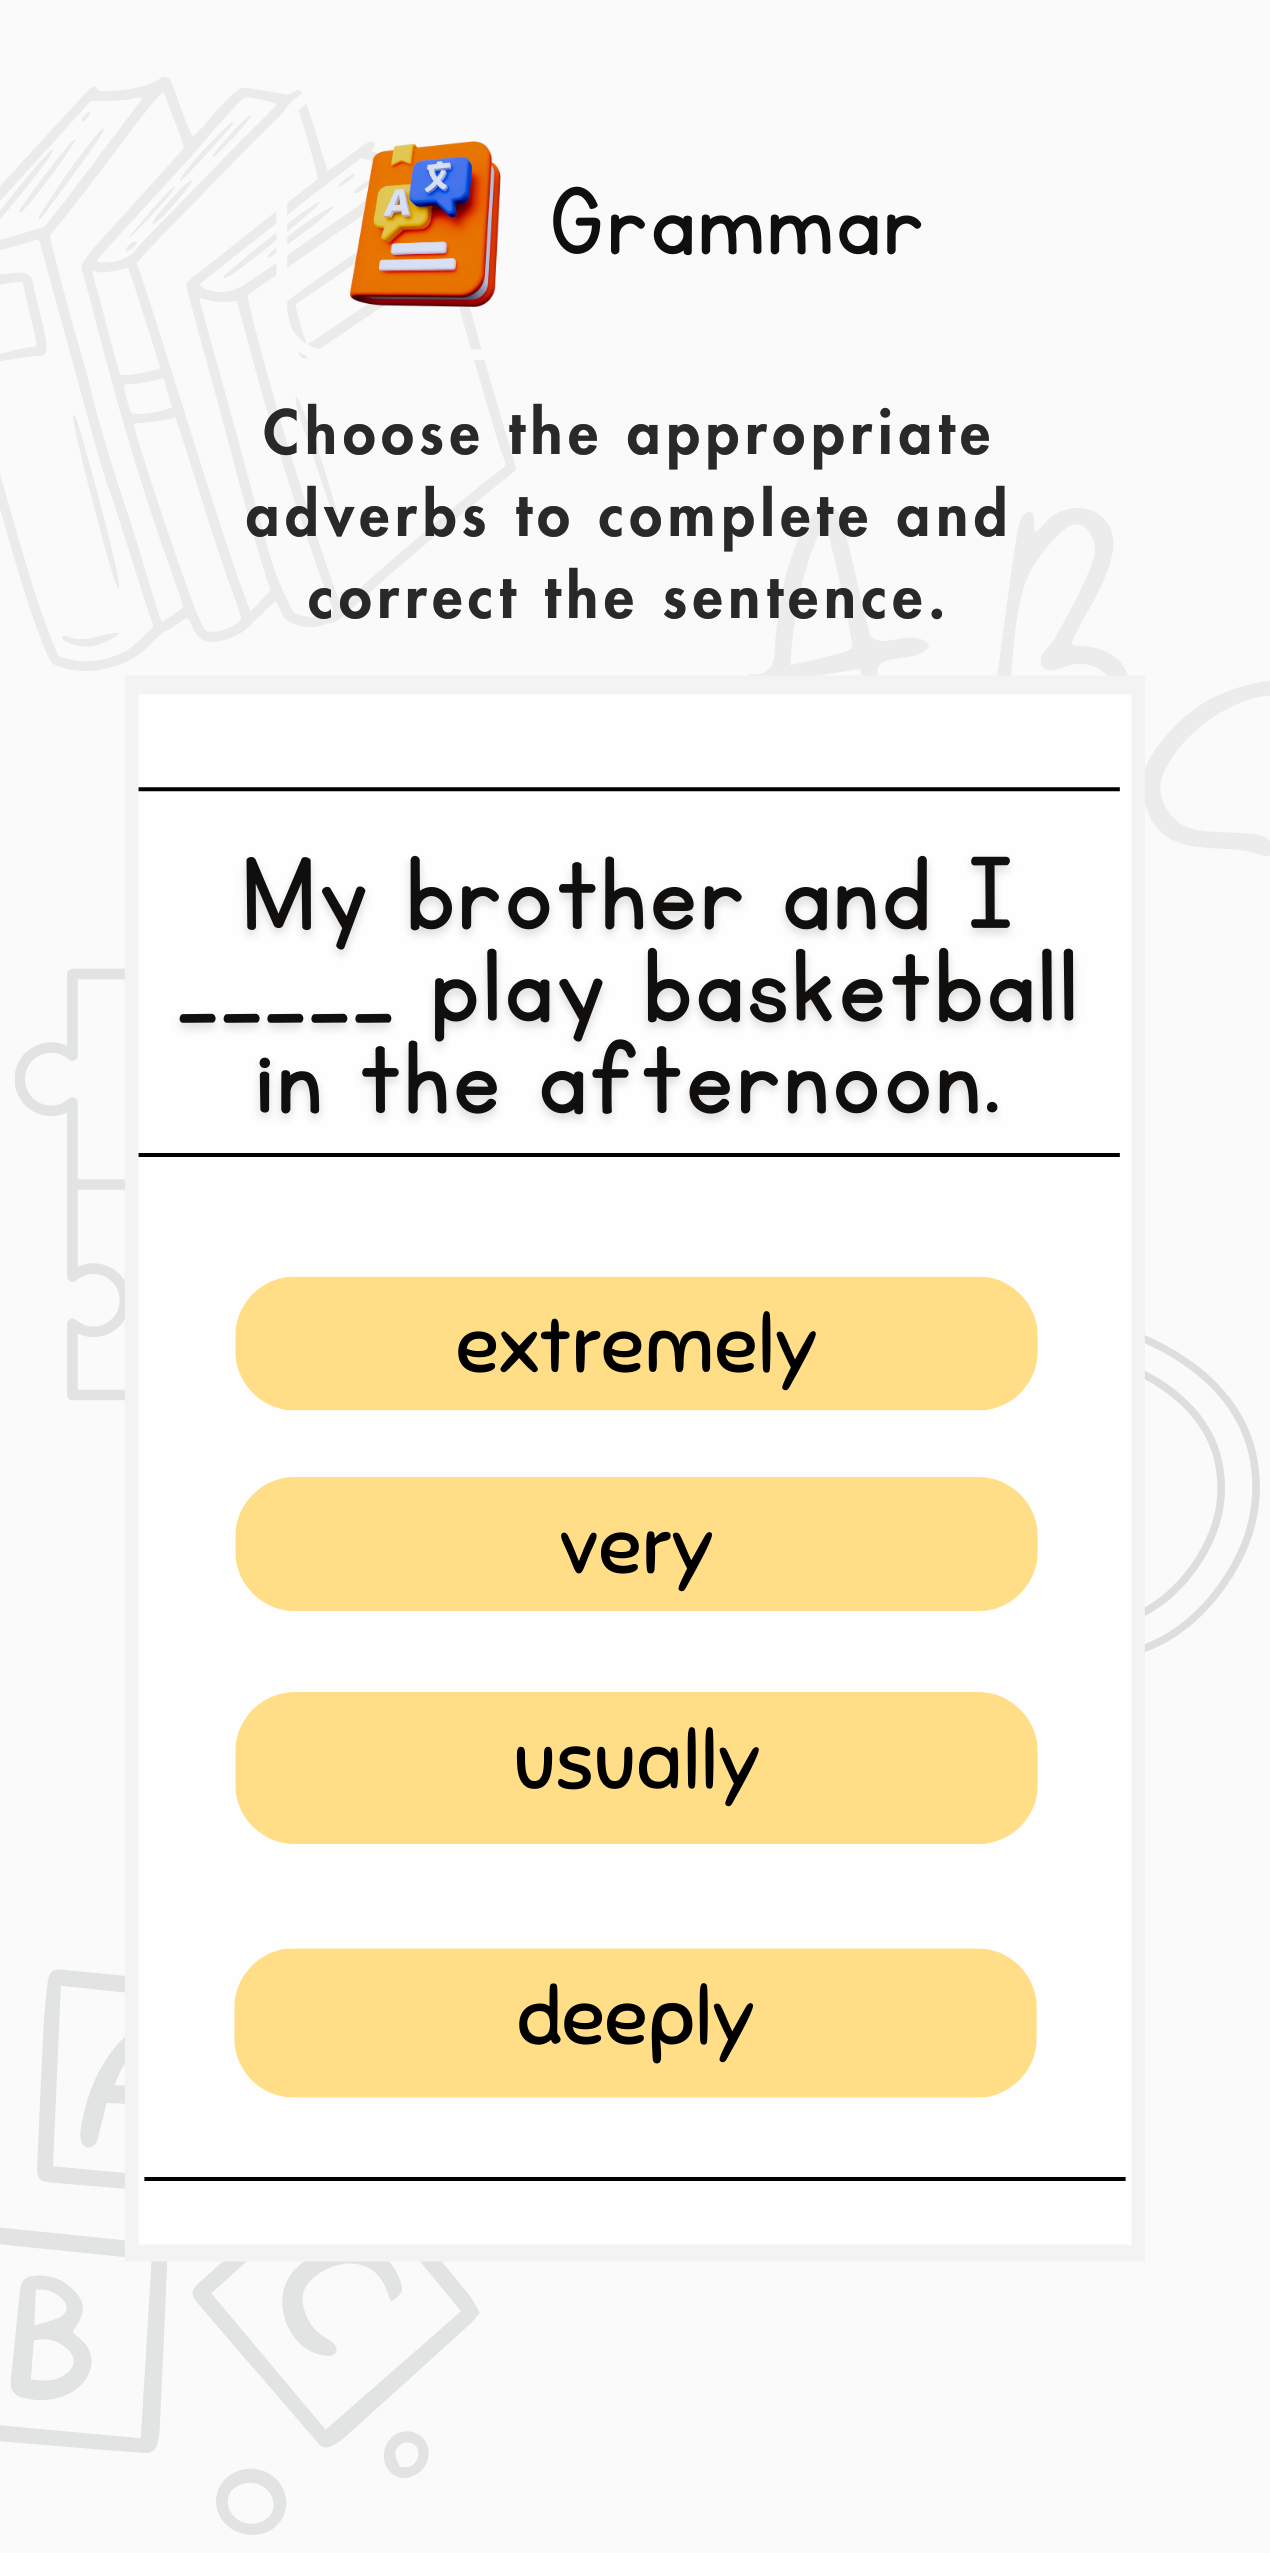 A 文
Grammar
Choose the appropriate
adverbs to complete and
correct the sentence.
A B
My brother and I
_____ play basketball
in the afternoon.
extremely
very
usually
deeply
A
B
C